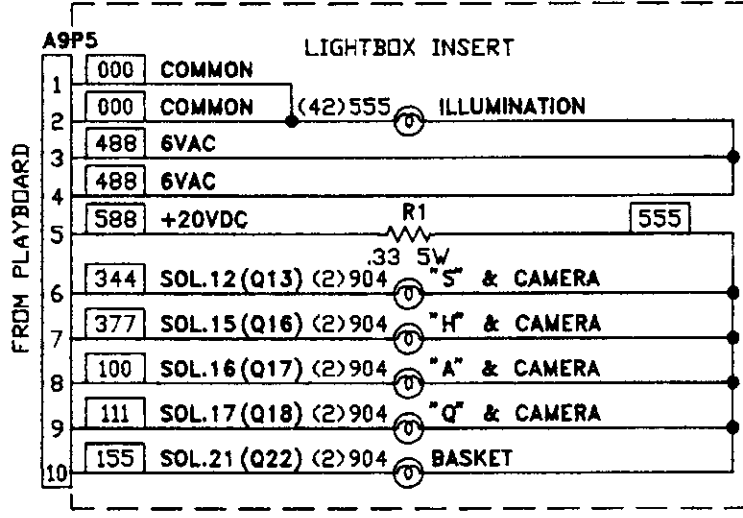 A9P5
LIGHTBOX INSERT
FROM PLAYBOARD
1 000 COMMON
2 000 COMMON (42)555 ILLUMINATION
3 488 6VAC
4 488 6VAC
5 588 +20VDC R1 555
.33 5W
6 344 SOL.12(Q13) (2)904 "S" & CAMERA
7 377 SOL.15(Q16) (2)904 "H" & CAMERA
8 100 SOL.16(Q17) (2)904 "A" & CAMERA
9 111 SOL.17(Q18) (2)904 "Q" & CAMERA
10 155 SOL.21(Q22) (2)904 BASKET